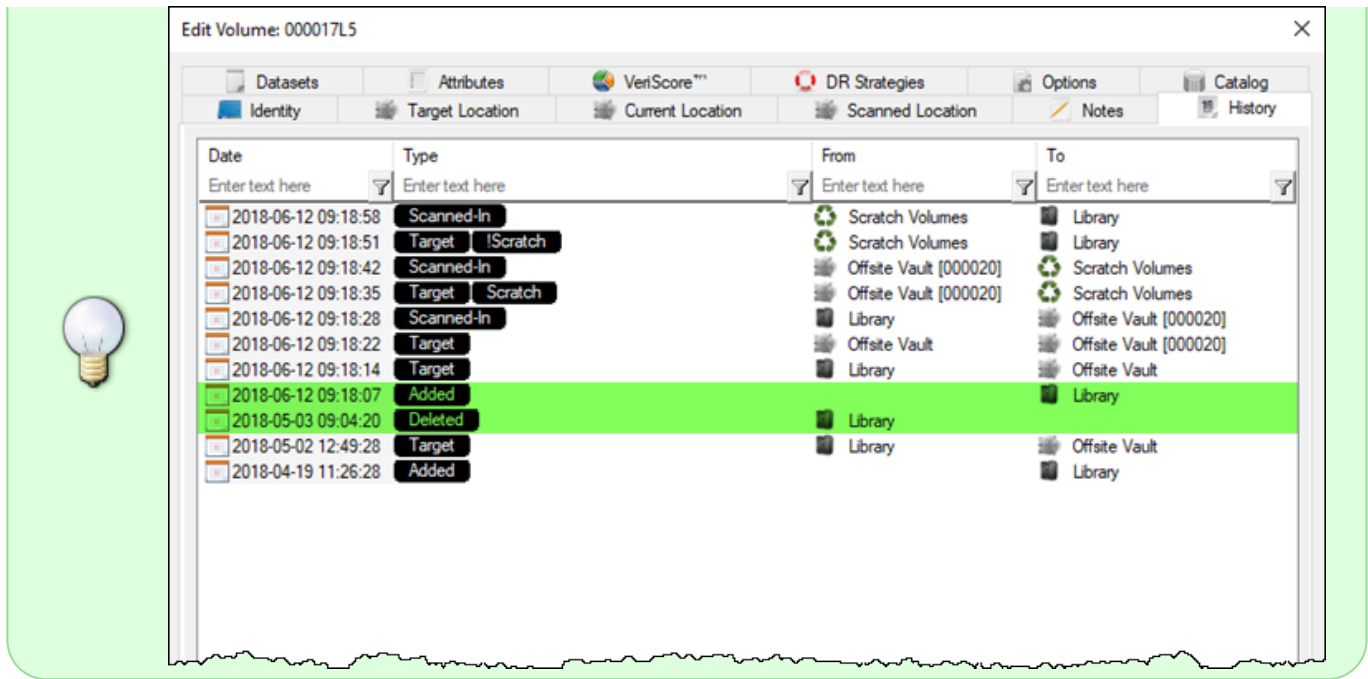 Edit Volume: 000017L5
Datasets Attributes VeriScore™ DR Strategies Options Catalog
Identity Target Location Current Location Scanned Location Notes History
Date Type From To
Enter text here Enter text here Enter text here Enter text here
2018-06-12 09:18:58 Scanned-In Scratch Volumes Library
2018-06-12 09:18:51 Target !Scratch Scratch Volumes Library
2018-06-12 09:18:42 Scanned-In Offsite Vault [000020] Scratch Volumes
2018-06-12 09:18:35 Target Scratch Offsite Vault [000020] Scratch Volumes
2018-06-12 09:18:28 Scanned-In Library Offsite Vault [000020]
2018-06-12 09:18:22 Target Offsite Vault Offsite Vault [000020]
2018-06-12 09:18:14 Target Library Offsite Vault
2018-06-12 09:18:07 Added Library
2018-05-03 09:04:20 Deleted Library
2018-05-02 12:49:28 Target Library Offsite Vault
2018-04-19 11:26:28 Added Library